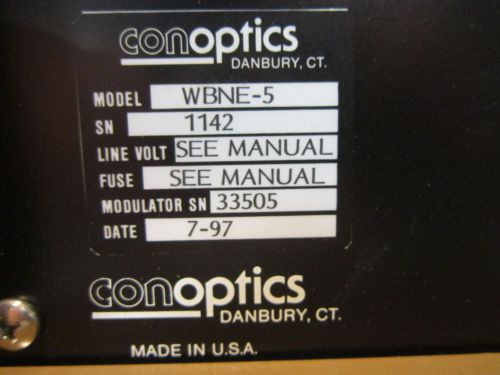 conoptics
DANBURY, CT.
MODEL WBNE-5
SN 1142
LINE VOLT SEE MANUAL
FUSE SEE MANUAL
MODULATOR SN 33505
DATE 7-97
conoptics
DANBURY, CT.
MADE IN U.S.A.